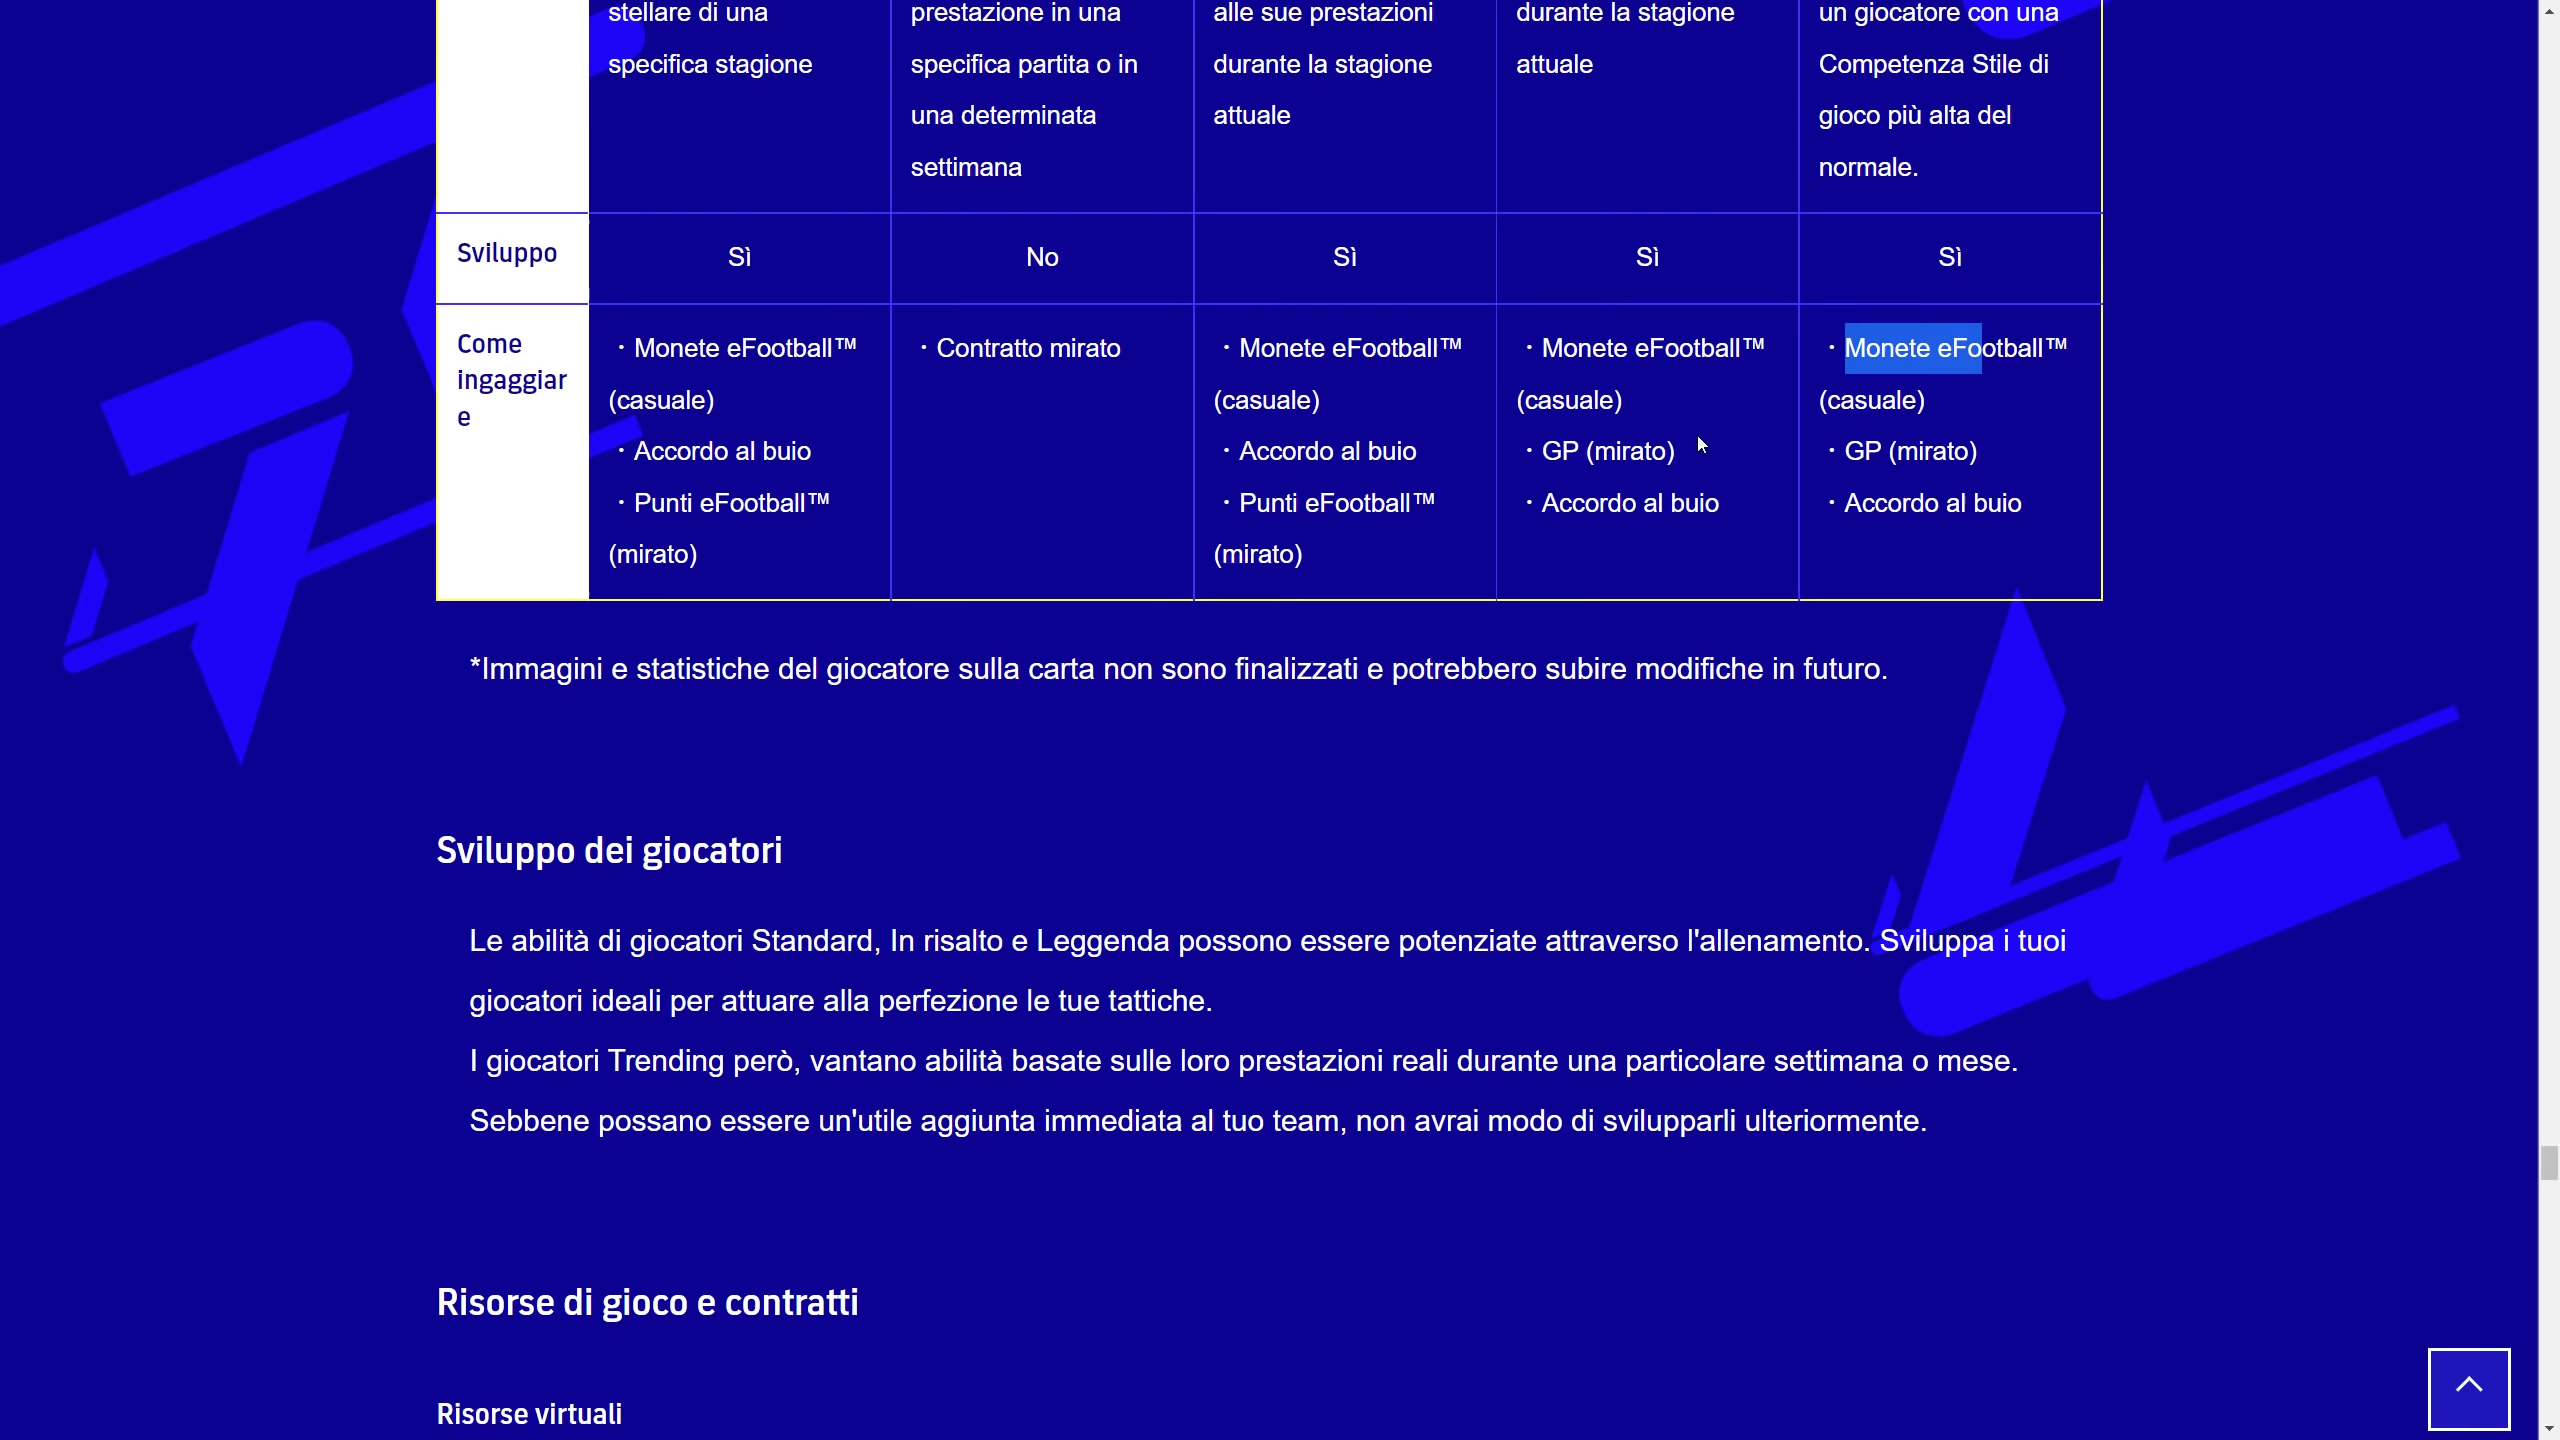 stellare di una
specifica stagione
prestazione in una
specifica partita o in
una determinata
settimana
alle sue prestazioni
durante la stagione
attuale
durante la stagione
attuale
un giocatore con una
Competenza Stile di
gioco più alta del
normale.
Sviluppo
Sì
No
Sì
Sì
Sì
Come
ingaggiar
e
・Monete eFootball™
(casuale)
・Accordo al buio
・Punti eFootball™
(mirato)
・Contratto mirato
・Monete eFootball™
(casuale)
・Accordo al buio
・Punti eFootball™
(mirato)
・Monete eFootball™
(casuale)
・GP (mirato)
・Accordo al buio
・Monete eFootball™
(casuale)
・GP (mirato)
・Accordo al buio
*Immagini e statistiche del giocatore sulla carta non sono finalizzati e potrebbero subire modifiche in futuro.
Sviluppo dei giocatori
Le abilità di giocatori Standard, In risalto e Leggenda possono essere potenziate attraverso l'allenamento. Sviluppa i tuoi
giocatori ideali per attuare alla perfezione le tue tattiche.
I giocatori Trending però, vantano abilità basate sulle loro prestazioni reali durante una particolare settimana o mese.
Sebbene possano essere un'utile aggiunta immediata al tuo team, non avrai modo di svilupparli ulteriormente.
Risorse di gioco e contratti
Risorse virtuali